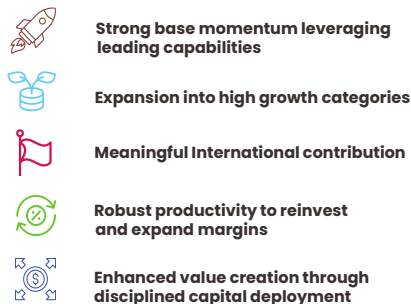 Strong base momentum leveraging
leading capabilities
Expansion into high growth categories
Meaningful International contribution
Robust productivity to reinvest
and expand margins
Enhanced value creation through
disciplined capital deployment